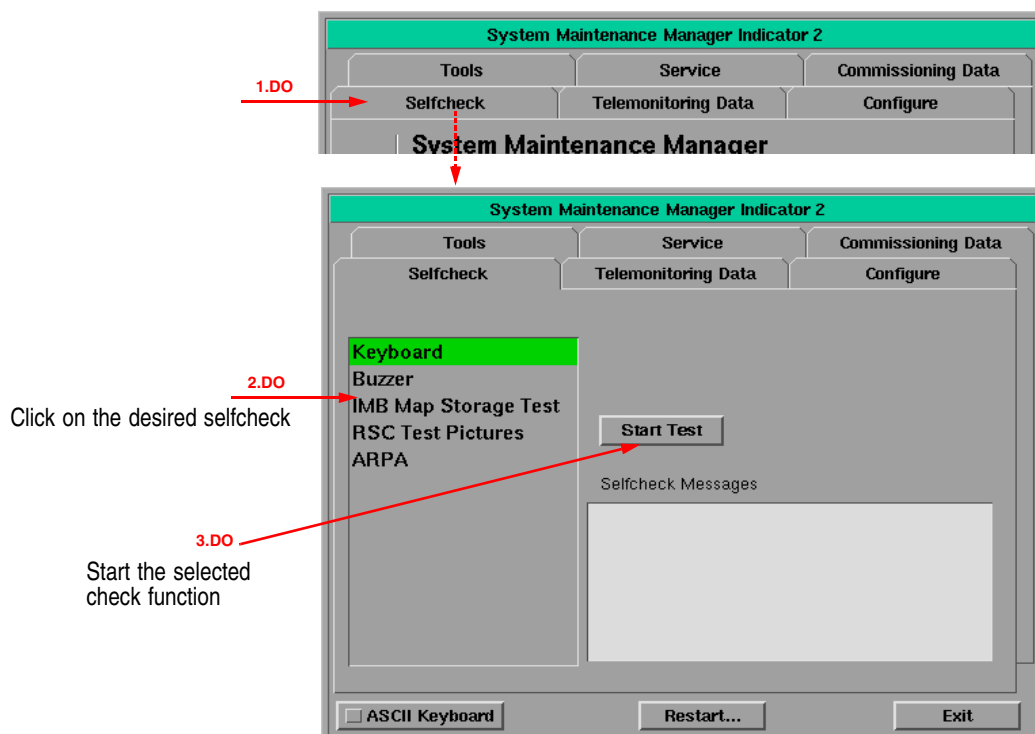 System Maintenance Manager Indicator 2
Tools Service Commissioning Data
1.DO
Selfcheck Telemonitoring Data Configure
System Maintenance Manager
System Maintenance Manager Indicator 2
Tools Service Commissioning Data
Selfcheck Telemonitoring Data Configure
Keyboard
Buzzer
2.DO
IMB Map Storage Test
Click on the desired selfcheck
RSC Test Pictures
Start Test
ARPA
Selfcheck Messages
3.DO
Start the selected
check function
ASCII Keyboard Restart... Exit